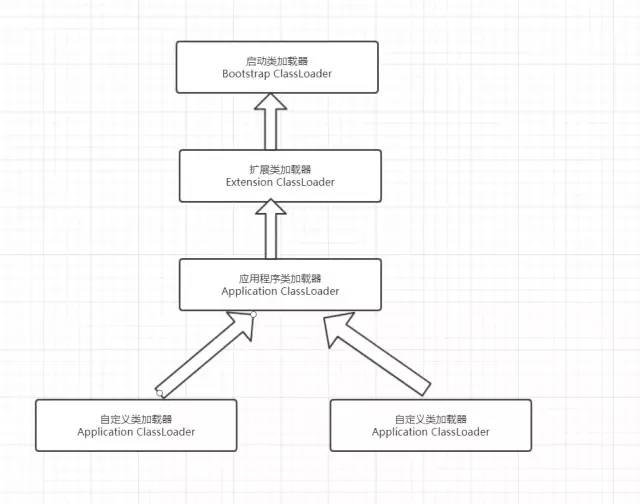 启动类加载器
Bootstrap ClassLoader
扩展类加载器
Extension ClassLoader
应用程序类加载器
Application ClassLoader
自定义类加载器
Application ClassLoader
自定义类加载器
Application ClassLoader